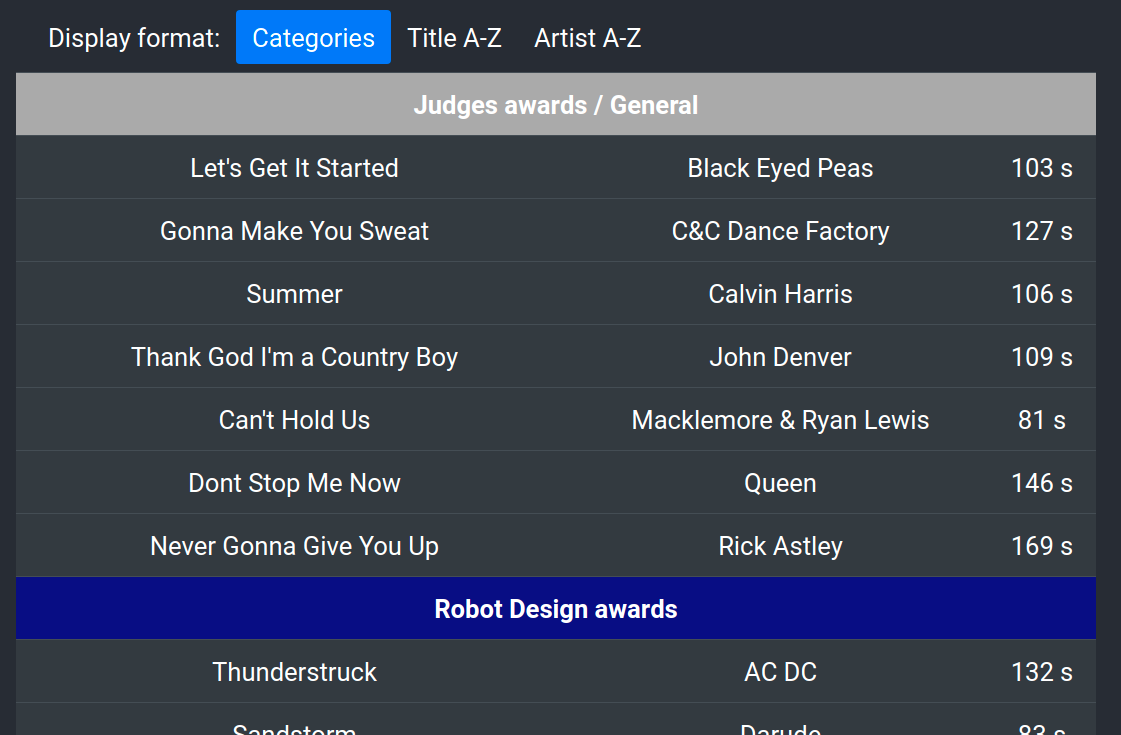 Display format: Categories Title A-Z Artist A-Z
Judges awards / General
Let's Get It Started Black Eyed Peas 103 s
Gonna Make You Sweat C&C Dance Factory 127 s
Summer Calvin Harris 106 s
Thank God I'm a Country Boy John Denver 109 s
Can't Hold Us Macklemore & Ryan Lewis 81 s
Dont Stop Me Now Queen 146 s
Never Gonna Give You Up Rick Astley 169 s
Robot Design awards
Thunderstruck AC DC 132 s
Sandstorm Darude 83 s